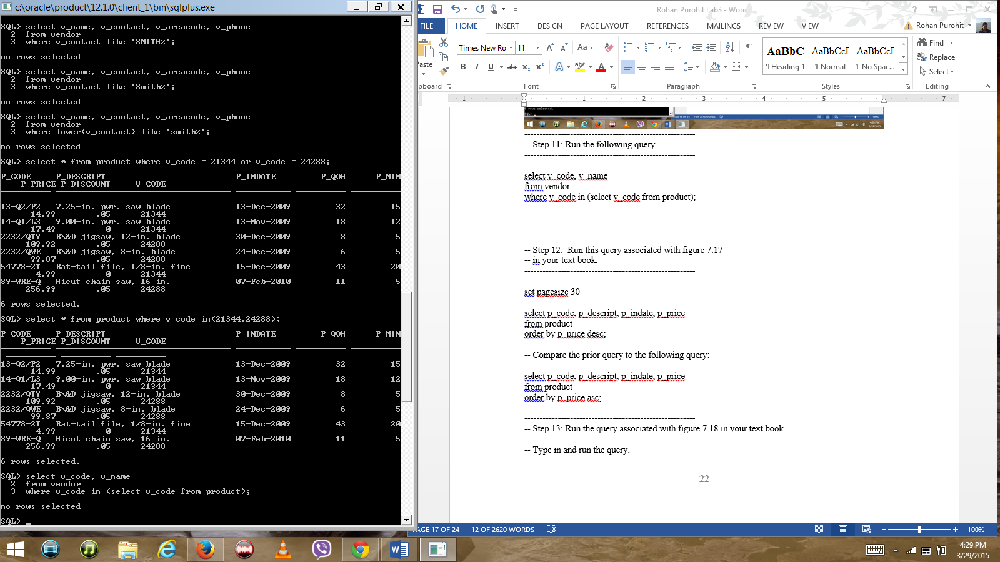 c:\oracle\product\12.1.0\client_1\bin\sqlplus.exe
SQL> select v_name, v_contact, v_areacode, v_phone
2 from vendor
3 where v_contact like 'SMITH%';
no rows selected
SQL> select v_name, v_contact, v_areacode, v_phone
2 from vendor
3 where v_contact like 'Smith%';
no rows selected
SQL> select v_name, v_contact, v_areacode, v_phone
2 from vendor
3 where lower(v_contact) like 'smith%';
no rows selected
SQL> select * from product where v_code = 21344 or v_code = 24288;
P_CODE P_DESCRIPT P_INDATE P_QOH P_MIN
P_PRICE P_DISCOUNT V_CODE
---------- ----------------------------------- --------- ---------- ----------
---------- ---------- ----------
13-Q2/P2 7.25-in. pwr. saw blade 13-Dec-2009 32 15
14.99 .05 21344
14-Q1/L3 9.00-in. pwr. saw blade 13-Nov-2009 18 12
17.49 0 21344
2232/QTY B\&D jigsaw, 12-in. blade 30-Dec-2009 8 5
109.92 .05 24288
2232/QWE B\&D jigsaw, 8-in. blade 24-Dec-2009 6 5
99.87 .05 24288
54778-2T Rat-tail file, 1/8-in. fine 15-Dec-2009 43 20
4.99 0 21344
89-WRE-Q Hicut chain saw, 16 in. 07-Feb-2010 11 5
256.99 .05 24288
6 rows selected.
SQL> select * from product where v_code in(21344,24288);
P_CODE P_DESCRIPT P_INDATE P_QOH P_MIN
P_PRICE P_DISCOUNT V_CODE
---------- ----------------------------------- --------- ---------- ----------
---------- ---------- ----------
13-Q2/P2 7.25-in. pwr. saw blade 13-Dec-2009 32 15
14.99 .05 21344
14-Q1/L3 9.00-in. pwr. saw blade 13-Nov-2009 18 12
17.49 0 21344
2232/QTY B\&D jigsaw, 12-in. blade 30-Dec-2009 8 5
109.92 .05 24288
2232/QWE B\&D jigsaw, 8-in. blade 24-Dec-2009 6 5
99.87 .05 24288
54778-2T Rat-tail file, 1/8-in. fine 15-Dec-2009 43 20
4.99 0 21344
89-WRE-Q Hicut chain saw, 16 in. 07-Feb-2010 11 5
256.99 .05 24288
6 rows selected.
SQL> select v_code, v_name
2 from vendor
3 where v_code in (select v_code from product);
no rows selected
SQL> _
Rohan Purohit Lab3 - Word
FILE HOME INSERT DESIGN PAGE LAYOUT REFERENCES MAILINGS REVIEW VIEW Rohan Purohit
Times New Ro 11 Aa
AaBbC AaBbCcI AaBbCcI
Find
aste
B I U abc x₂ x² A
¶ Heading 1 ¶ Normal ¶ No Spac...
Replace
Select
pboard Font Paragraph Styles Editing
1 1 2 3 4 5 7
6 rows selected.
SQL>
4:28 PM
3/29/2015
-------------------------------------------------------
-- Step 11: Run the following query.
-------------------------------------------------------
select v_code, v_name
from vendor
where v_code in (select v_code from product);
-------------------------------------------------------
-- Step 12: Run this query associated with figure 7.17
-- in your text book.
-------------------------------------------------------
set pagesize 30
select p_code, p_descript, p_indate, p_price
from product
order by p_price desc;
-- Compare the prior query to the following query:
select p_code, p_descript, p_indate, p_price
from product
order by p_price asc;
-------------------------------------------------------
-- Step 13: Run the query associated with figure 7.18 in your text book.
-------------------------------------------------------
-- Type in and run the query.
22
AGE 17 OF 24 12 OF 2620 WORDS 100%
4:29 PM
3/29/2015